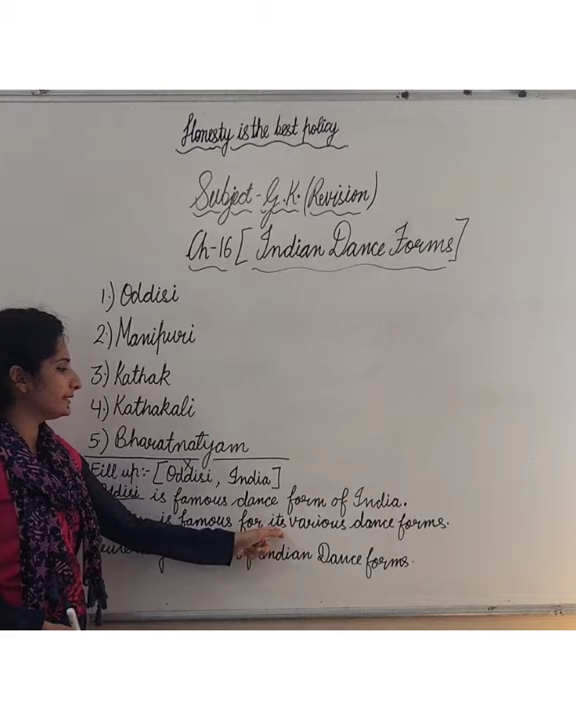 Honesty is the best policy
Subject - G.K. (Revision)
Ch-16 [ Indian Dance Forms ]
1.) Oddisi
2.) Manipuri
3.) Kathak
4.) Kathakali
5.) Bharatnatyam
Fill up:- [Oddisi, India]
Oddisi is famous dance form of India.
is famous for its various dance forms.
Indian Dance forms.